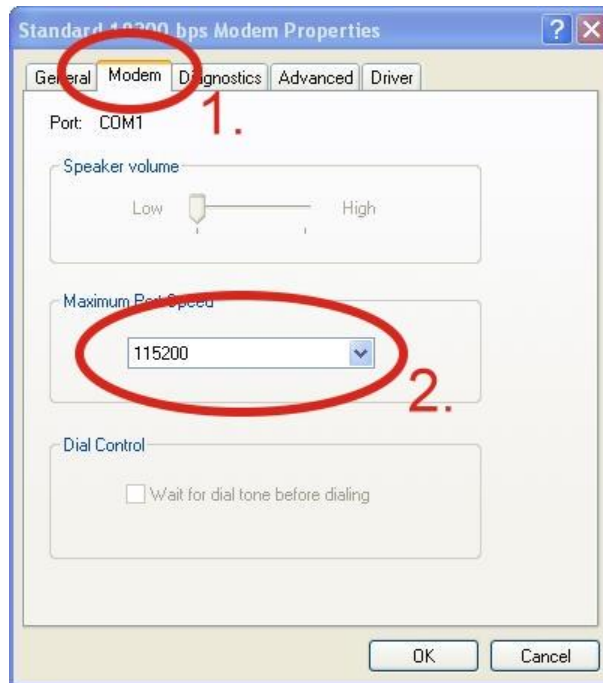 Standard 19200 bps Modem Properties
General Modem Diagnostics Advanced Driver
1.
Port: COM1
Speaker volume
Low High
Maximum Port Speed
115200
2.
Dial Control
Wait for dial tone before dialing
OK Cancel